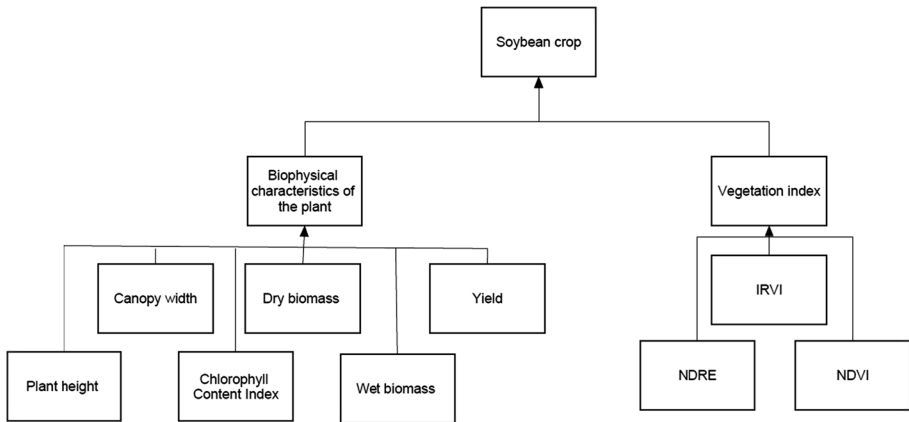 Soybean crop
Biophysical
characteristics of
the plant
Vegetation index
Canopy width
Dry biomass
Yield
IRVI
Plant height
Chlorophyll
Content Index
Wet biomass
NDRE
NDVI